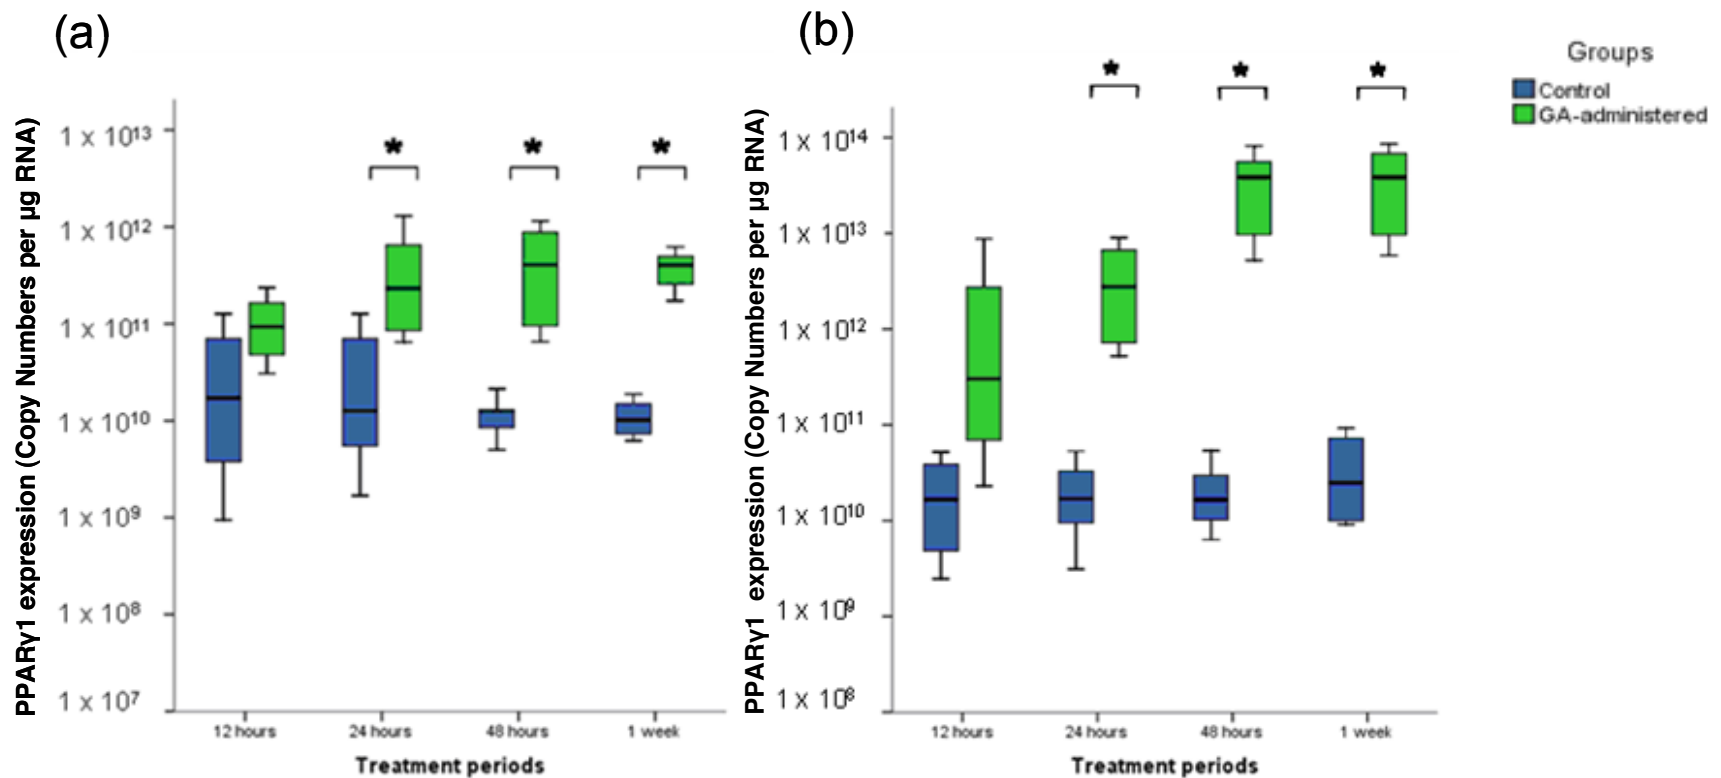 (a)
PPARγ1 expression (Copy Numbers per μg RNA)
1 x 10¹³
1 x 10¹²
1 x 10¹¹
1 x 10¹⁰
1 x 10⁹
1 x 10⁸
1 x 10⁷
*
*
*
12 hours
24 hours
48 hours
1 week
Treatment periods
(b)
PPARγ1 expression (Copy Numbers per μg RNA)
1 x 10¹⁴
1 x 10¹³
1 x 10¹²
1 x 10¹¹
1 x 10¹⁰
1 x 10⁹
1 x 10⁸
*
*
*
12 hours
24 hours
48 hours
1 week
Treatment periods
Groups
Control
GA-administered